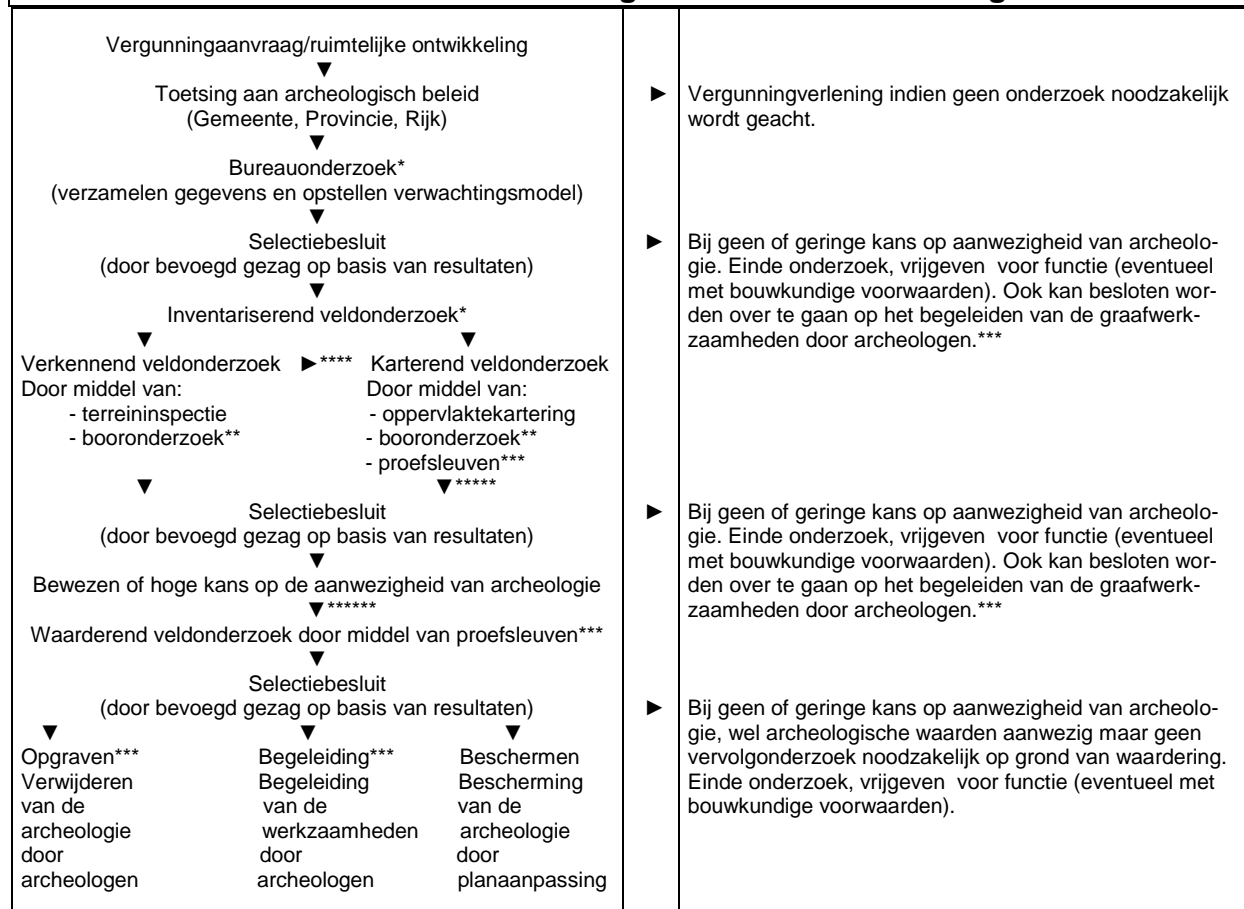 Vergunningaanvraag/ruimtelijke ontwikkeling
▼
Toetsing aan archeologisch beleid
(Gemeente, Provincie, Rijk)
► Vergunningverlening indien geen onderzoek noodzakelijk
wordt geacht.
▼
Bureauonderzoek*
(verzamelen gegevens en opstellen verwachtingsmodel)
▼
Selectiebesluit
(door bevoegd gezag op basis van resultaten)
► Bij geen of geringe kans op aanwezigheid van archeolo-
gie. Einde onderzoek, vrijgeven voor functie (eventueel
met bouwkundige voorwaarden). Ook kan besloten wor-
den over te gaan op het begeleiden van de graafwerk-
zaamheden door archeologen.***
▼
Inventariserend veldonderzoek*
▼ ▼
Verkennend veldonderzoek ►**** Karterend veldonderzoek
Door middel van: Door middel van:
- terreininspectie - oppervlaktekartering
- booronderzoek** - booronderzoek**
- proefsleuven***
▼ ▼*****
Selectiebesluit
(door bevoegd gezag op basis van resultaten)
► Bij geen of geringe kans op aanwezigheid van archeolo-
gie. Einde onderzoek, vrijgeven voor functie (eventueel
met bouwkundige voorwaarden). Ook kan besloten wor-
den over te gaan op het begeleiden van de graafwerk-
zaamheden door archeologen.***
▼
Bewezen of hoge kans op de aanwezigheid van archeologie
▼******
Waarderend veldonderzoek door middel van proefsleuven***
▼
Selectiebesluit
(door bevoegd gezag op basis van resultaten)
► Bij geen of geringe kans op aanwezigheid van archeolo-
gie, wel archeologische waarden aanwezig maar geen
vervolgonderzoek noodzakelijk op grond van waardering.
Einde onderzoek, vrijgeven voor functie (eventueel met
bouwkundige voorwaarden).
▼ ▼ ▼
Opgraven*** Begeleiding*** Beschermen
Verwijderen Begeleiding Bescherming
van de van de van de
archeologie werkzaamheden archeologie
door door door
archeologen archeologen planaanpassing